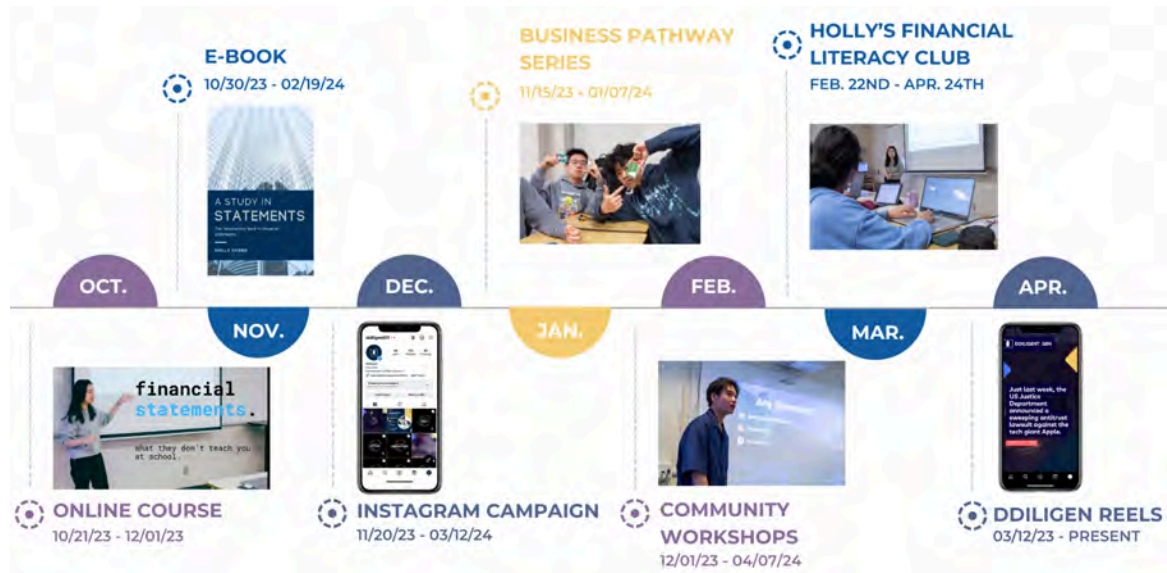 E-BOOK
10/30/23 - 02/19/24
A STUDY IN
STATEMENTS
BUSINESS PATHWAY
SERIES
11/15/23 - 01/07/24
HOLLY'S FINANCIAL
LITERACY CLUB
FEB. 22ND - APR. 24TH
OCT.
NOV.
DEC.
JAN.
FEB.
MAR.
APR.
financial
statements.
what they don't teach you
at school.
ONLINE COURSE
10/21/23 - 12/01/23
INSTAGRAM CAMPAIGN
11/20/23 - 03/12/24
COMMUNITY
WORKSHOPS
12/01/23 - 04/07/24
DDILIGENT GEN
Just last week, the
US Justice
Department
announced a
sweeping antitrust
lawsuit against the
tech giant Apple.
DDILIGEN REELS
03/12/23 - PRESENT